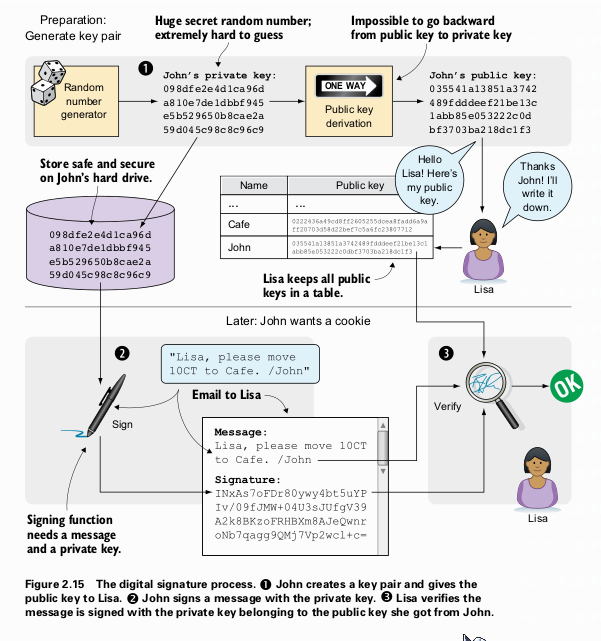 Preparation:
Generate key pair
Huge secret random number;
extremely hard to guess
Impossible to go backward
from public key to private key
1
Random
number
generator
John's private key:
098dfe2e4d1ca96d
a810e7de1dbbf945
e5b529650b8cae2a
59d045c98c8c96c9
ONE WAY
Public key
derivation
John's public key:
035541a13851a3742
489fdddeef21be13c
1abb85e053222c0d
bf3703ba218dc1f3
Store safe and secure
on John's hard drive.
098dfe2e4d1ca96d
a810e7de1dbbf945
e5b529650b8cae2a
59d045c98c8c96c9
Hello
Lisa! Here's
my public
key.
Thanks
John! I'll
write it
down.
Name Public key
... ...
Cafe 0222436a49cd8ff2605255doea8fadd6a9a
ff20703d58d22bef7c5a6fc23807712
John 035541a13851a3742489fdddeef21be13c1
abb85e053222c0dbf3703ba218dc1f3
Lisa
Lisa keeps all public
keys in a table.
Later: John wants a cookie
2
"Lisa, please move
10CT to Cafe. /John"
3
Sign
Email to Lisa
Message:
Lisa, please move 10CT
to Cafe. /John
Signature:
INxAs7oFDr80ywy4bt5uYP
Iv/09fJMW+04U3sJUfgV39
A2k8BKzoFRHBXm8AJeQwnr
oNb7qagg9QMj7Vp2wcl+c=
Verify
OK
Lisa
Signing function
needs a message
and a private key.
Figure 2.15 The digital signature process. 1 John creates a key pair and gives the
public key to Lisa. 2 John signs a message with the private key. 3 Lisa verifies the
message is signed with the private key belonging to the public key she got from John.